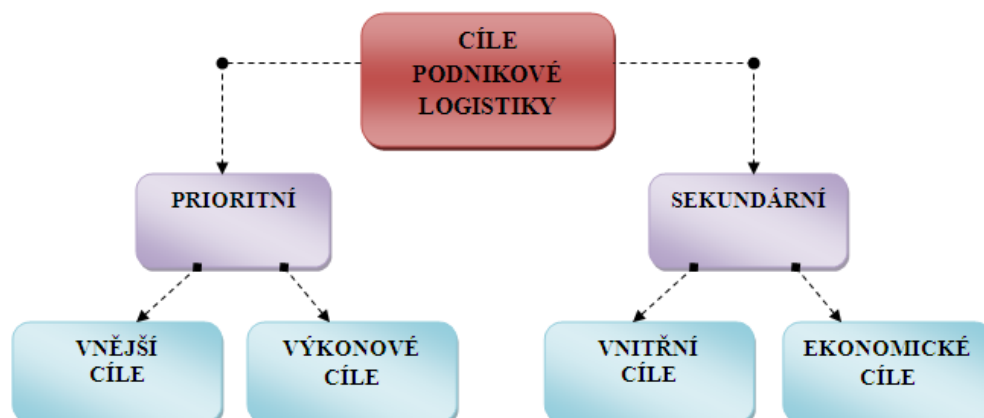 CÍLE
PODNIKOVÉ
LOGISTIKY
PRIORITNÍ
SEKUNDÁRNÍ
VNĚJŠÍ
CÍLE
VÝKONOVÉ
CÍLE
VNITŘNÍ
CÍLE
EKONOMICKÉ
CÍLE